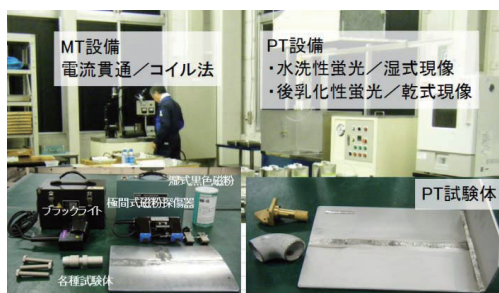 MT設備
電流貫通／コイル法
PT設備
・水洗性蛍光／湿式現像
・後乳化性蛍光／乾式現像
湿式黒色磁粉
ブラックライト
極間式磁粉探傷器
各種試験体
PT試験体